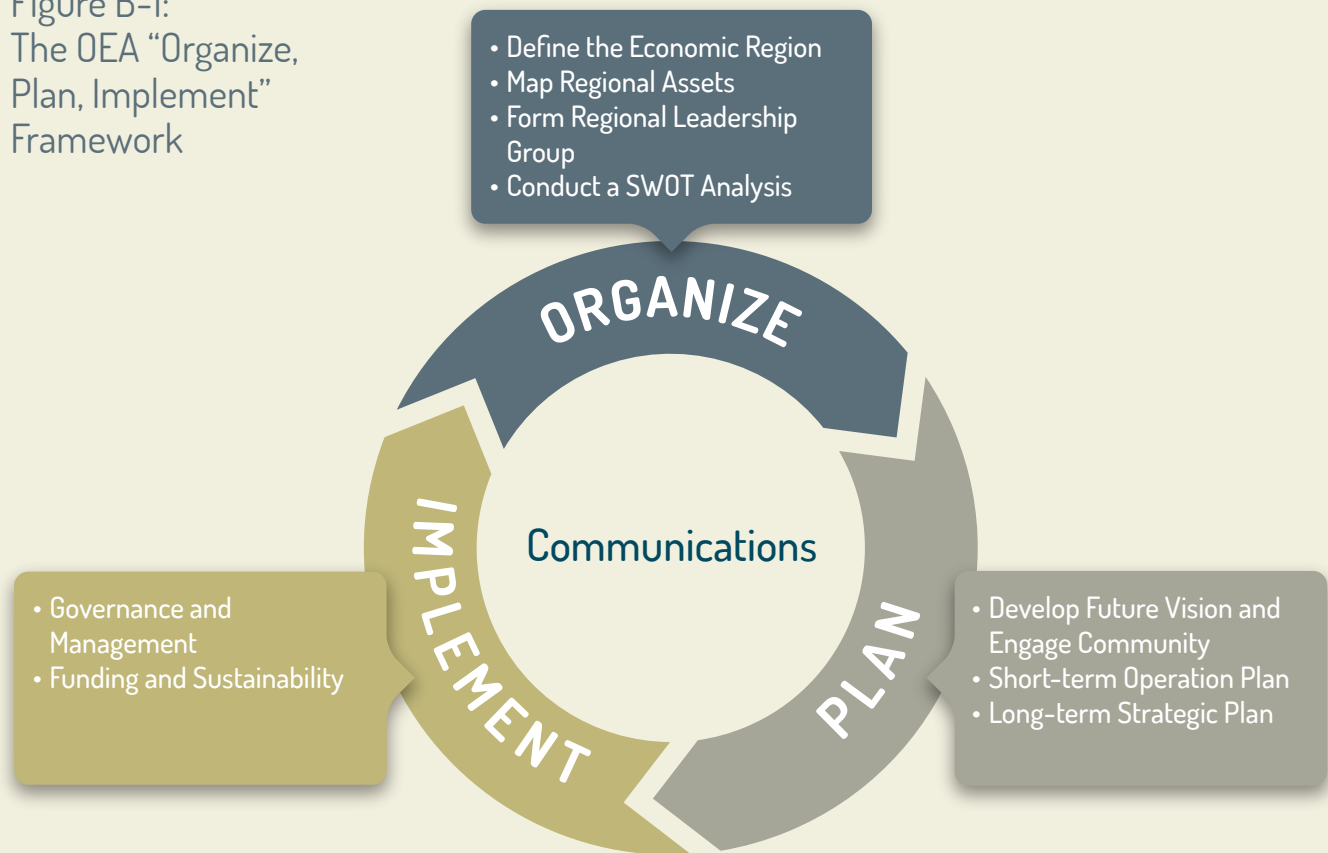 Figure B-1:
The OEA “Organize,
Plan, Implement”
Framework
• Define the Economic Region
• Map Regional Assets
• Form Regional Leadership
Group
• Conduct a SWOT Analysis
ORGANIZE
Communications
IMPLEMENT
PLAN
• Governance and
Management
• Funding and Sustainability
• Develop Future Vision and
Engage Community
• Short-term Operation Plan
• Long-term Strategic Plan